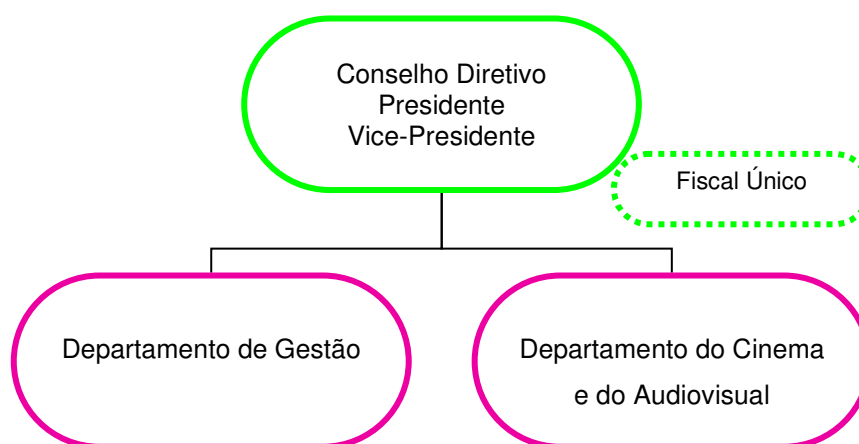 Conselho Diretivo
Presidente
Vice-Presidente
Fiscal Único
Departamento de Gestão
Departamento do Cinema
e do Audiovisual